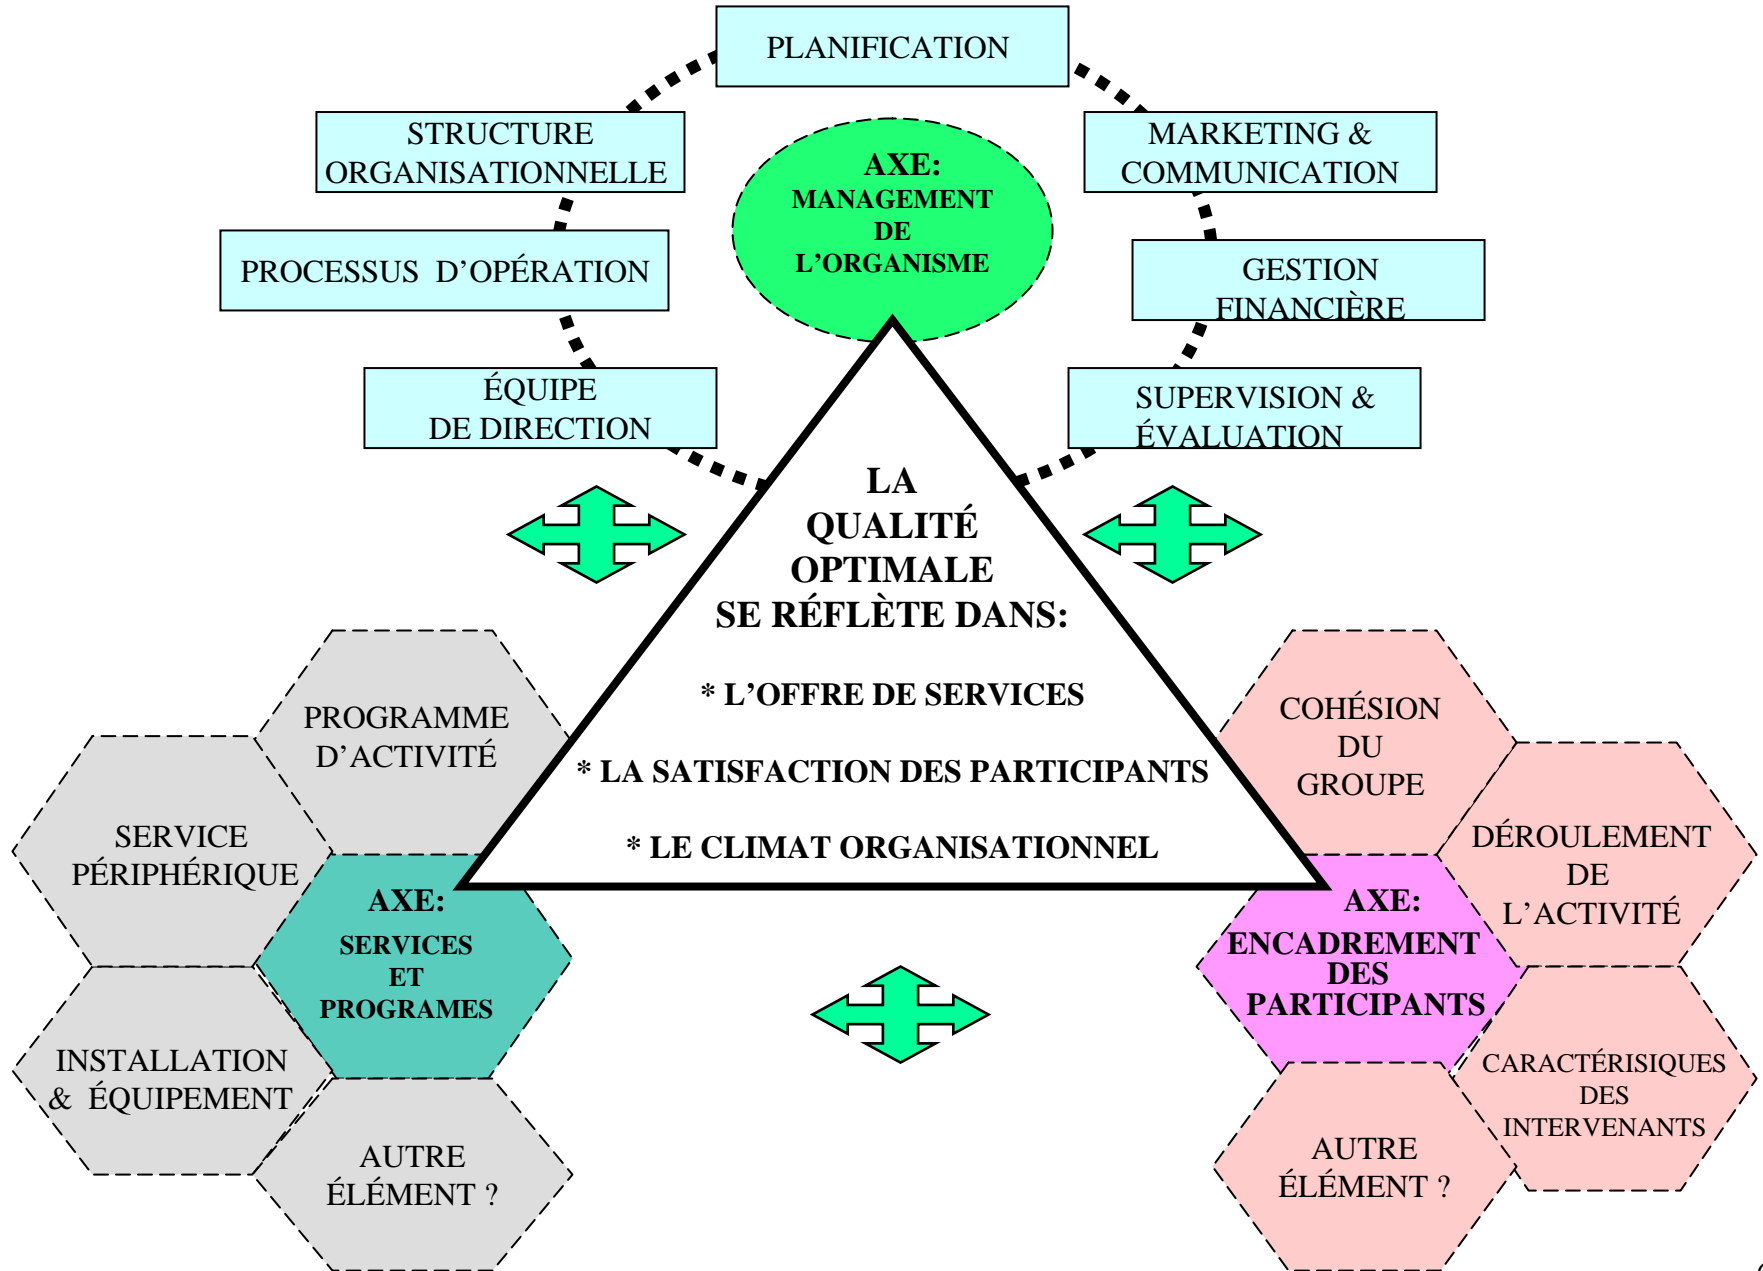 PLANIFICATION
STRUCTURE
ORGANISATIONNELLE
MARKETING &
COMMUNICATION
AXE:
MANAGEMENT
DE
L’ORGANISME
PROCESSUS D’OPÉRATION
GESTION
FINANCIÈRE
ÉQUIPE
DE DIRECTION
SUPERVISION &
ÉVALUATION
LA
QUALITÉ
OPTIMALE
SE RÉFLÈTE DANS:
* L’OFFRE DE SERVICES
* LA SATISFACTION DES PARTICIPANTS
* LE CLIMAT ORGANISATIONNEL
PROGRAMME
D’ACTIVITÉ
SERVICE
PÉRIPHÉRIQUE
AXE:
SERVICES
ET
PROGRAMES
INSTALLATION
& ÉQUIPEMENT
AUTRE
ÉLÉMENT ?
COHÉSION
DU
GROUPE
DÉROULEMENT
DE
L’ACTIVITÉ
AXE:
ENCADREMENT
DES
PARTICIPANTS
CARACTÉRISIQUES
DES
INTERVENANTS
AUTRE
ÉLÉMENT ?